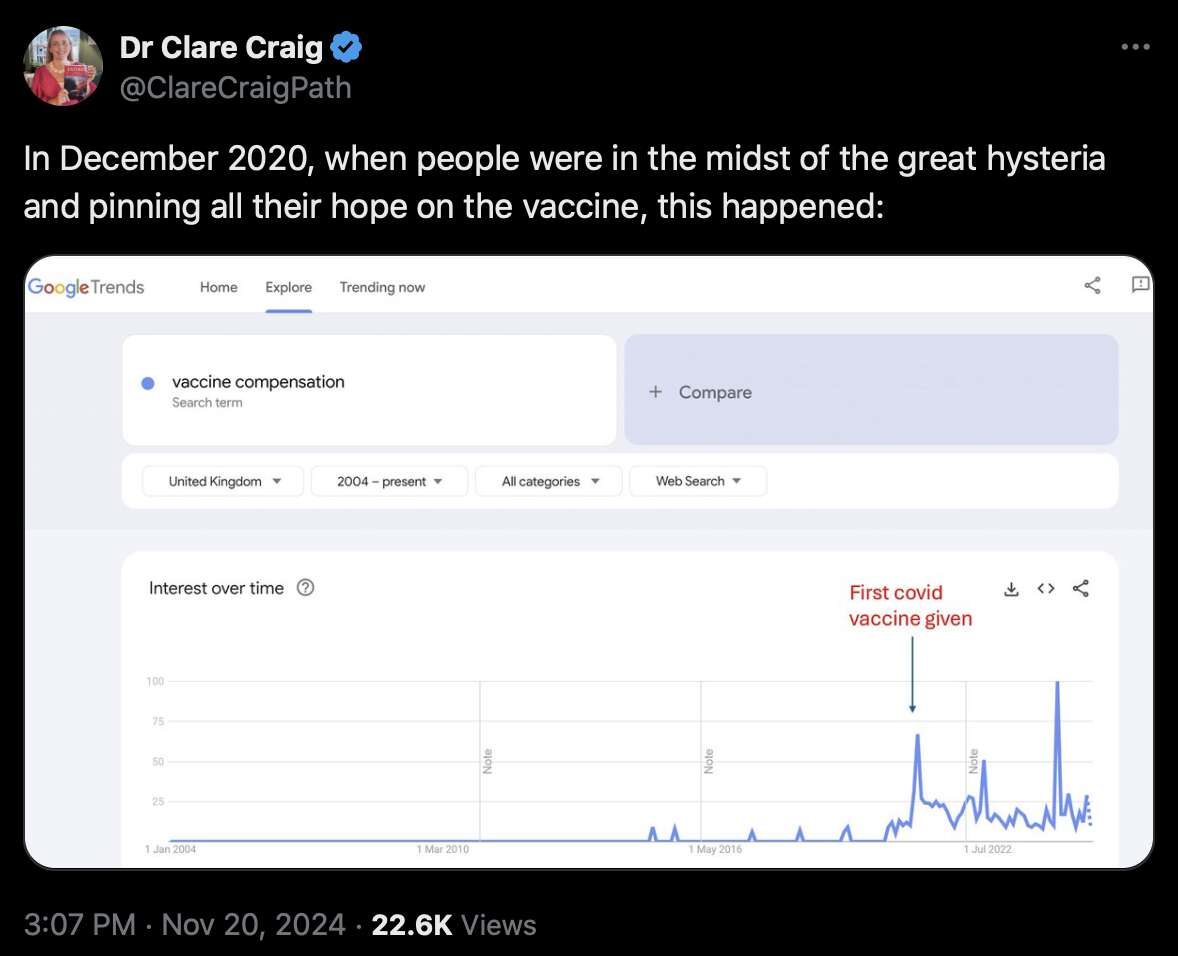 Dr Clare Craig
@ClareCraigPath
In December 2020, when people were in the midst of the great hysteria
and pinning all their hope on the vaccine, this happened:
Google Trends Home Explore Trending now
vaccine compensation
Search term
+ Compare
United Kingdom
2004 – present
All categories
Web Search
Interest over time
First covid
vaccine given
100
75
50
25
Note
Note
Note
1 Jan 2004
1 Mar 2010
1 May 2016
1 Jul 2022
3:07 PM · Nov 20, 2024 · 22.6K Views